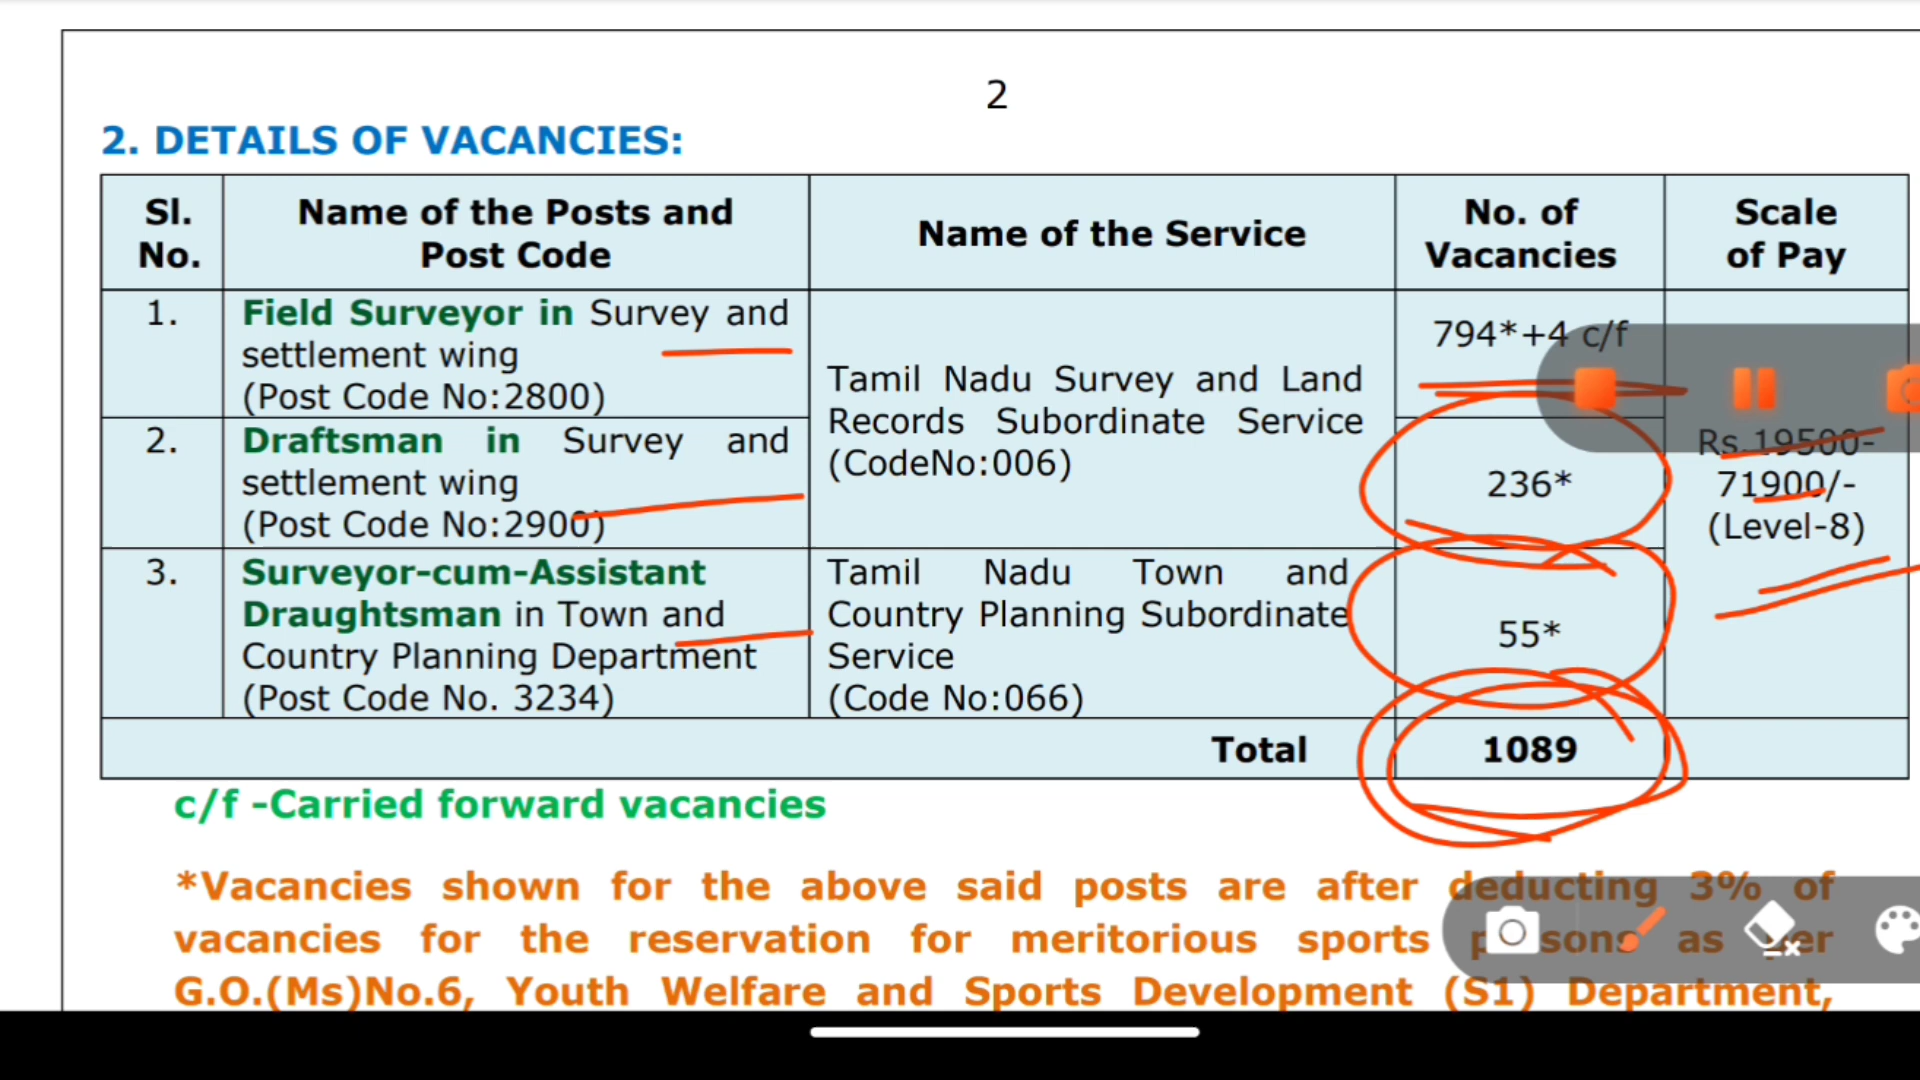 2
2. DETAILS OF VACANCIES:
Sl.
No.
Name of the Posts and
Post Code
Name of the Service
No. of
Vacancies
Scale
of Pay
1.
Field Surveyor in Survey and
settlement wing
(Post Code No:2800)
Tamil Nadu Survey and Land
Records Subordinate Service
(CodeNo:006)
794*+4 c/f
Rs.19500-
71900/-
(Level-8)
2.
Draftsman in Survey and
settlement wing
(Post Code No:2900)
236*
3.
Surveyor-cum-Assistant
Draughtsman in Town and
Country Planning Department
(Post Code No. 3234)
Tamil Nadu Town and
Country Planning Subordinate
Service
(Code No:066)
55*
Total
1089
c/f -Carried forward vacancies
*Vacancies shown for the above said posts are after deducting 3% of
vacancies for the reservation for meritorious sports persons as per
G.O.(Ms)No.6, Youth Welfare and Sports Development (S1) Department,